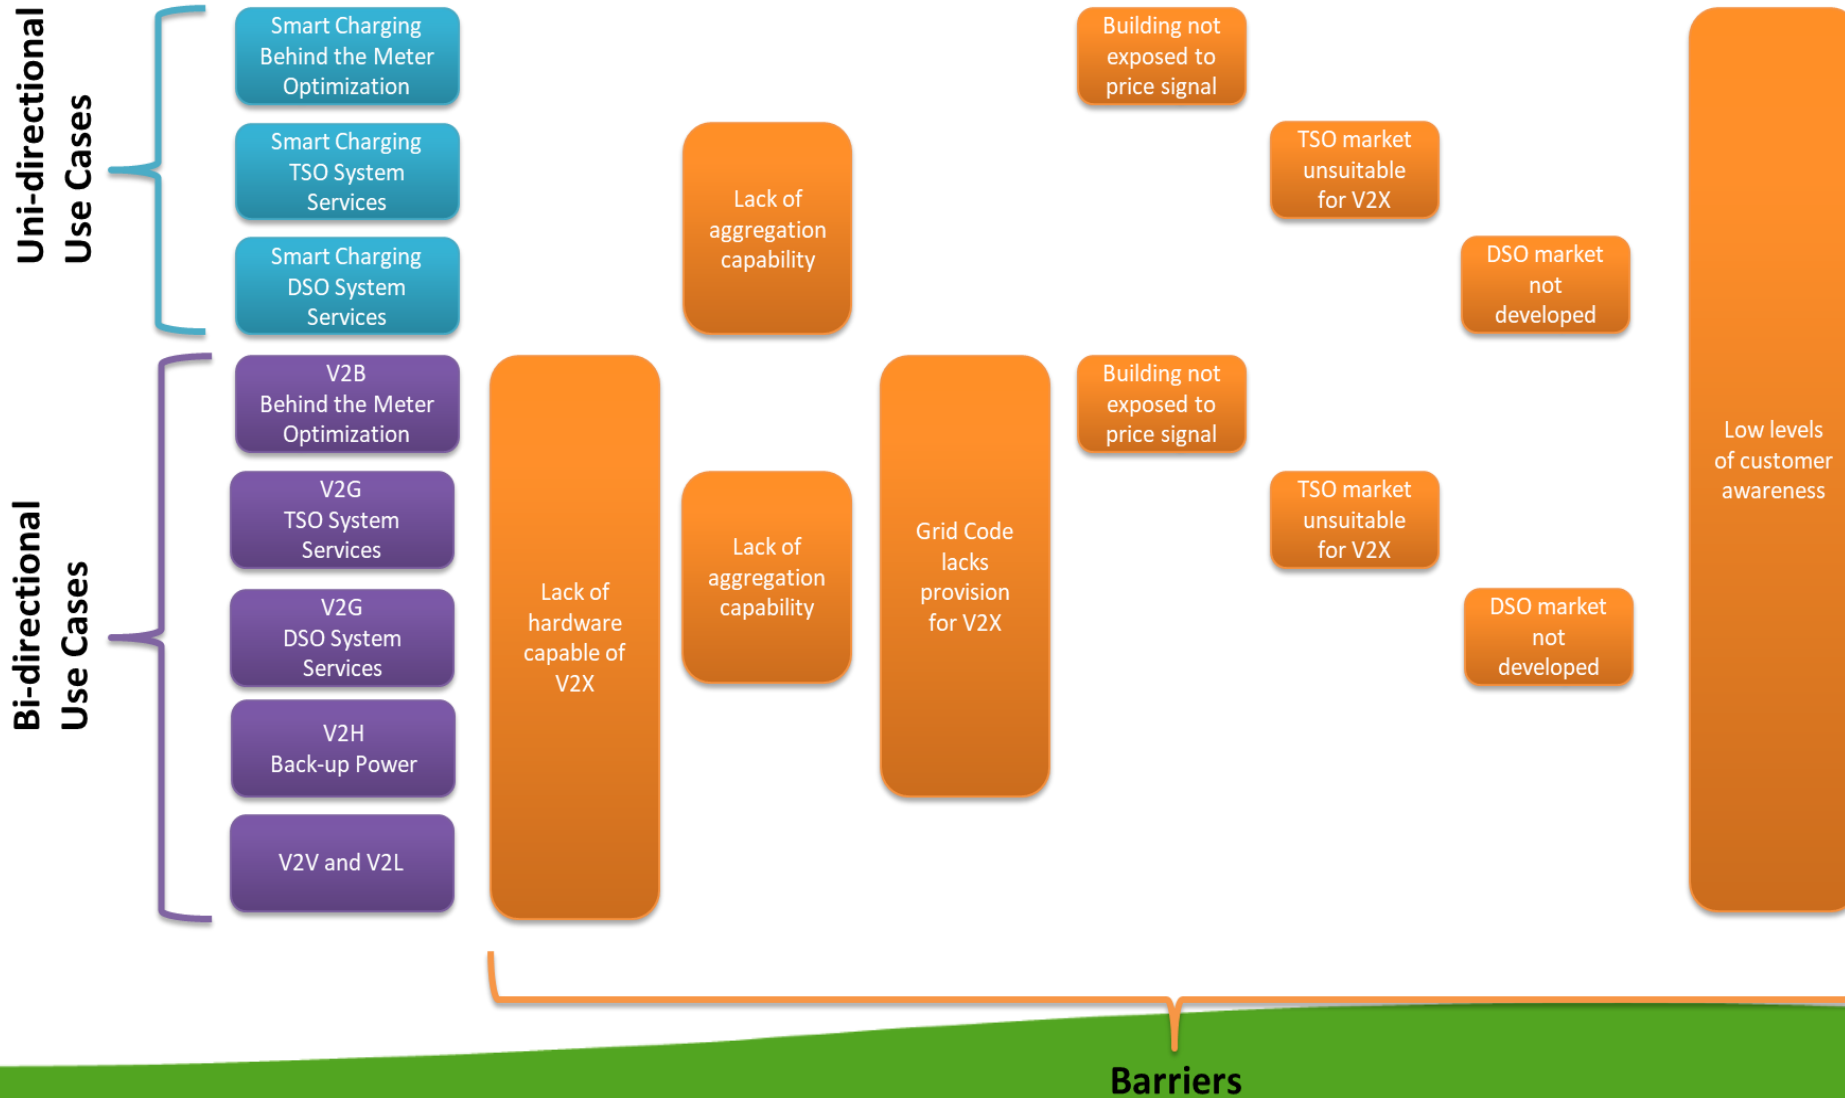 Uni-directional
Use Cases
Smart Charging
Behind the Meter
Optimization
Smart Charging
TSO System
Services
Smart Charging
DSO System
Services
Lack of
aggregation
capability
Building not
exposed to
price signal
TSO market
unsuitable
for V2X
DSO market
not
developed
Low levels
of customer
awareness
Bi-directional
Use Cases
V2B
Behind the Meter
Optimization
V2G
TSO System
Services
V2G
DSO System
Services
V2H
Back-up Power
V2V and V2L
Lack of
hardware
capable of
V2X
Lack of
aggregation
capability
Grid Code
lacks
provision
for V2X
Building not
exposed to
price signal
TSO market
unsuitable
for V2X
DSO market
not
developed
Barriers